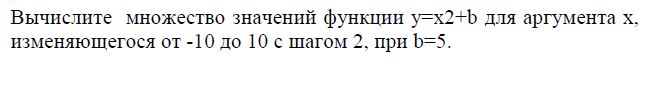 Вычислите множество значений функции y=x2+b для аргумента x,
изменяющегося от -10 до 10 с шагом 2, при b=5.